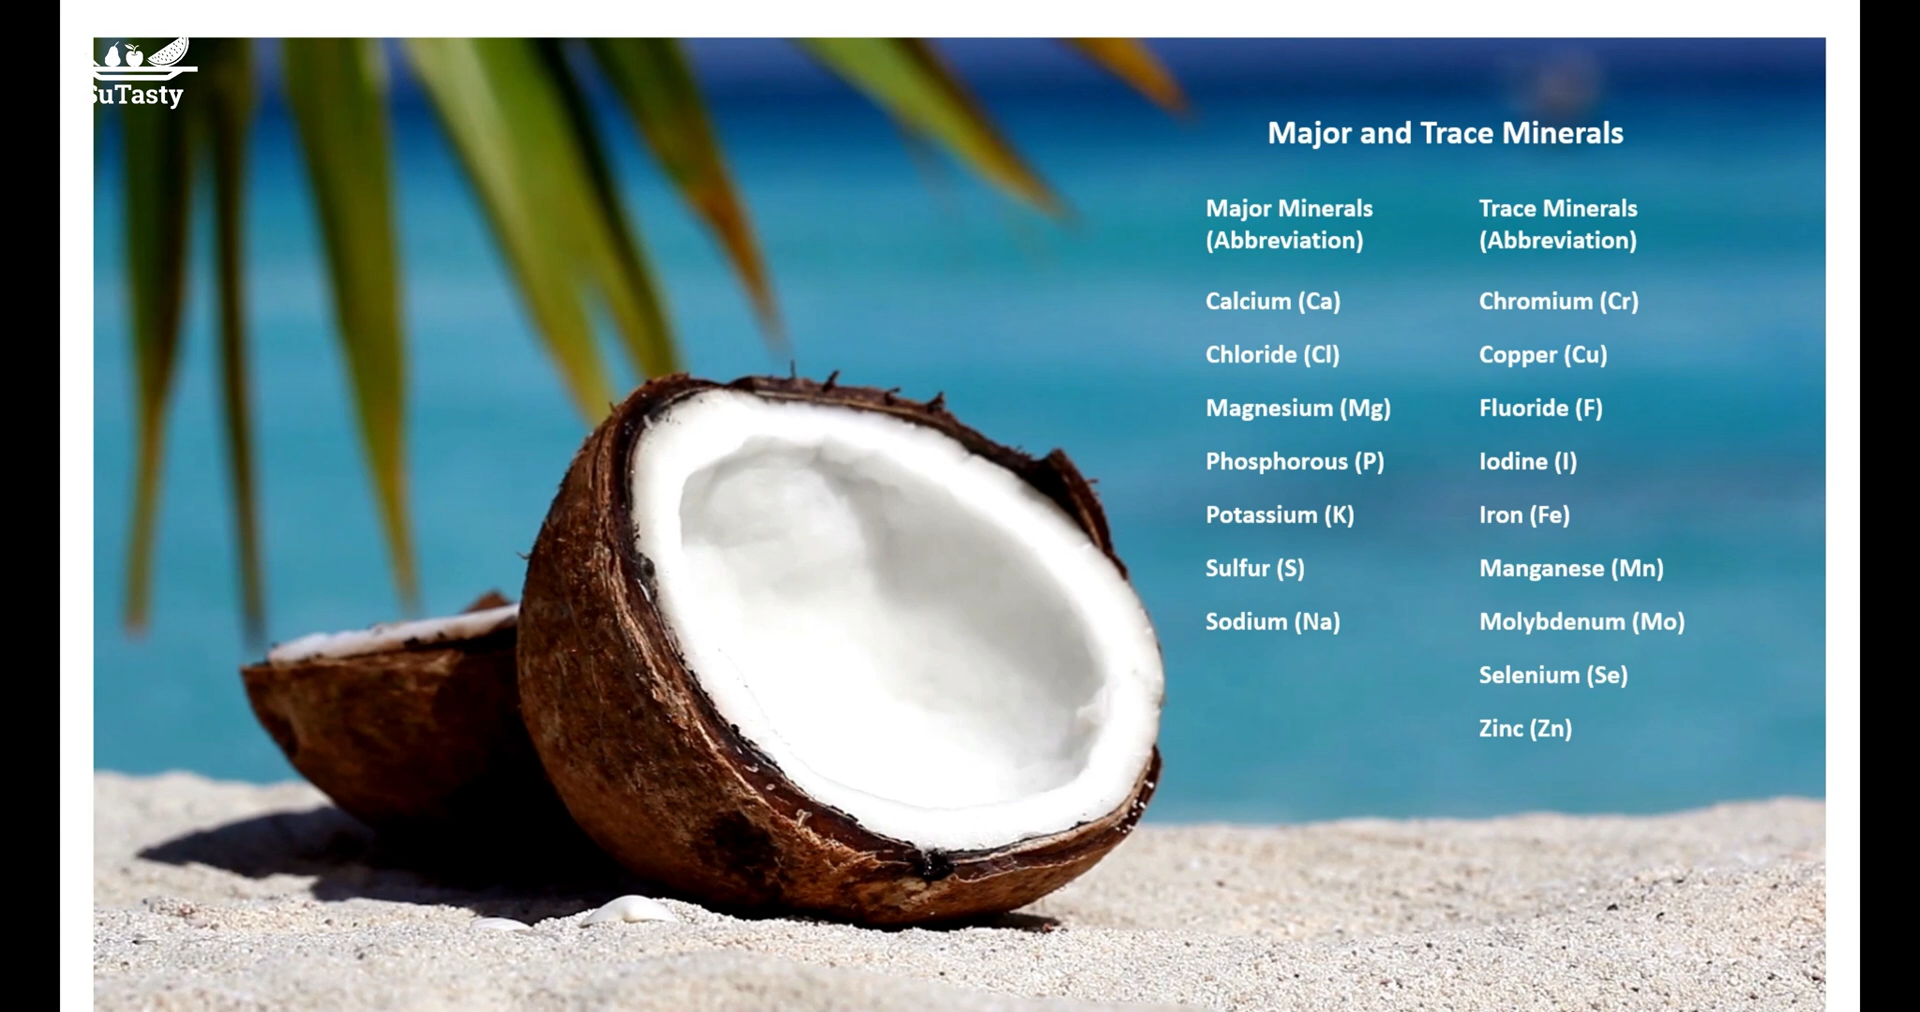 SuTasty
Major and Trace Minerals
Major Minerals
(Abbreviation)
Calcium (Ca)
Chloride (Cl)
Magnesium (Mg)
Phosphorous (P)
Potassium (K)
Sulfur (S)
Sodium (Na)
Trace Minerals
(Abbreviation)
Chromium (Cr)
Copper (Cu)
Fluoride (F)
Iodine (I)
Iron (Fe)
Manganese (Mn)
Molybdenum (Mo)
Selenium (Se)
Zinc (Zn)